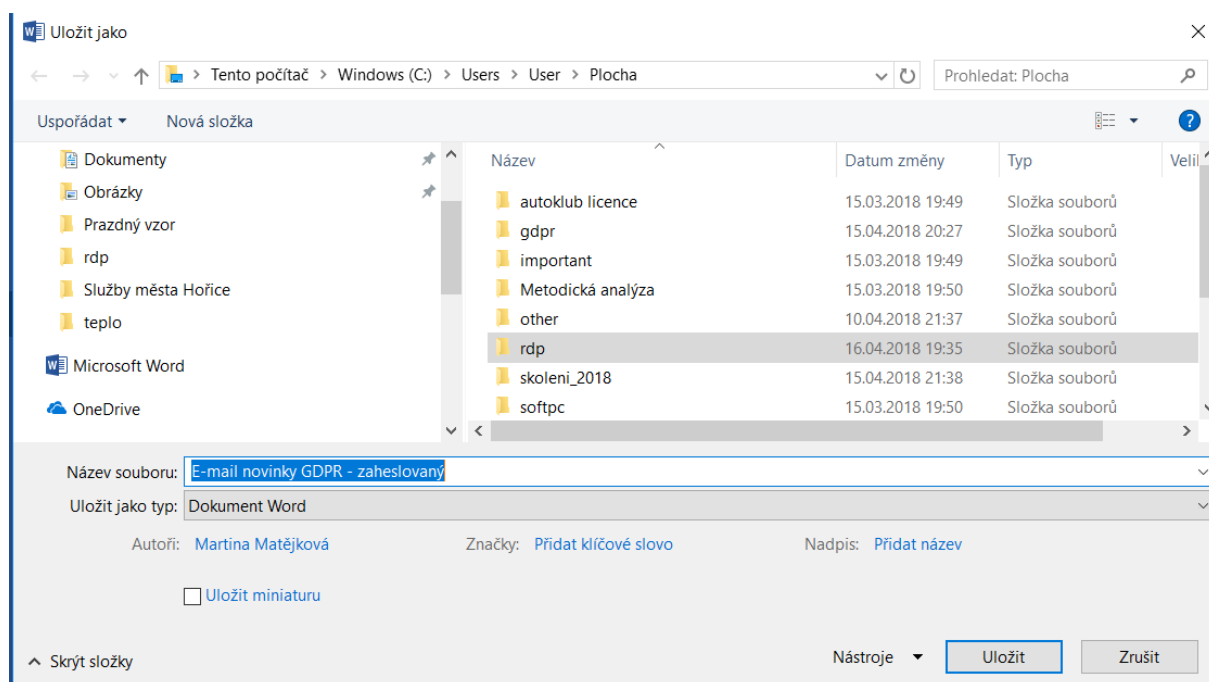 Uložit jako
Tento počítač > Windows (C:) > Users > User > Plocha
Prohledat: Plocha
Uspořádat
Nová složka
Dokumenty
Obrázky
Prazdný vzor
rdp
Služby města Hořice
teplo
Microsoft Word
OneDrive
Název Datum změny Typ Veli
autoklub licence 15.03.2018 19:49 Složka souborů
gdpr 15.04.2018 20:27 Složka souborů
important 15.03.2018 19:49 Složka souborů
Metodická analýza 15.03.2018 19:50 Složka souborů
other 10.04.2018 21:37 Složka souborů
rdp 16.04.2018 19:35 Složka souborů
skoleni_2018 15.04.2018 21:38 Složka souborů
softpc 15.03.2018 19:50 Složka souborů
Název souboru: E-mail novinky GDPR - zaheslovaný
Uložit jako typ: Dokument Word
Autoři: Martina Matějková Značky: Přidat klíčové slovo Nadpis: Přidat název
Uložit miniaturu
Skrýt složky Nástroje Uložit Zrušit